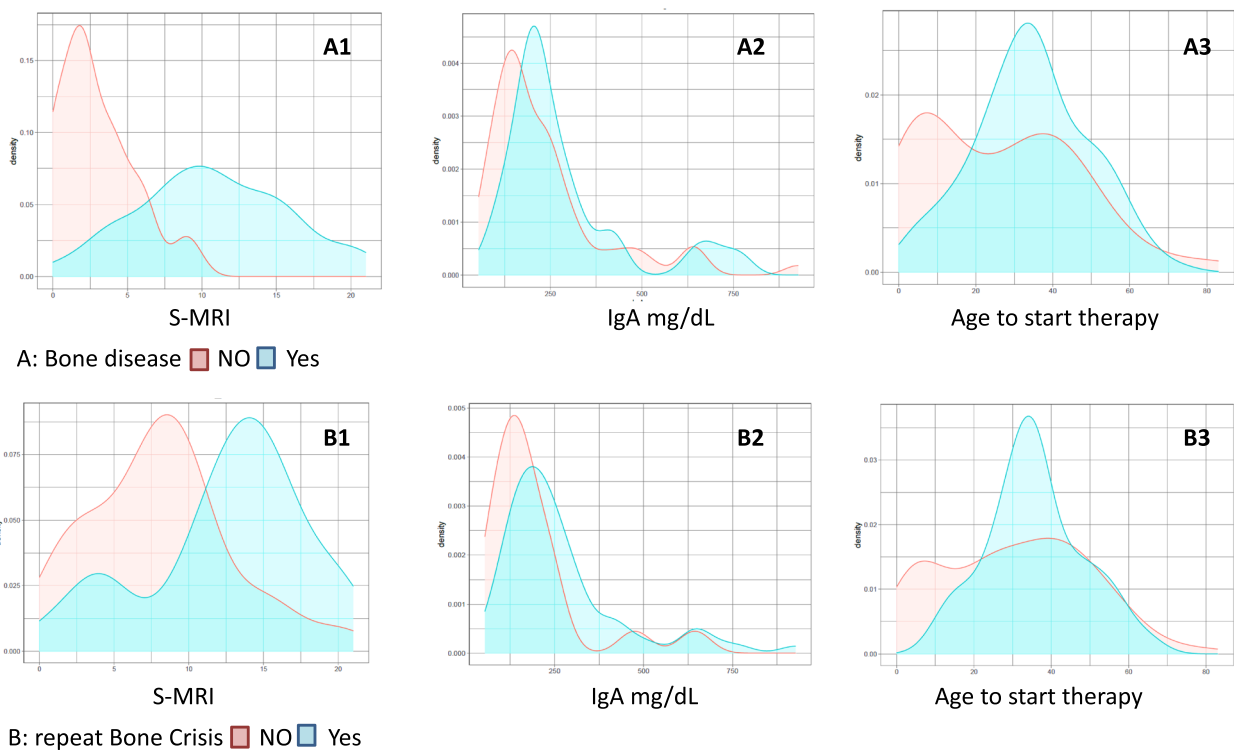 A1
density
0.15
0.10
0.05
0.00
0 5 10 15 20
S-MRI
A2
density
0.004
0.003
0.002
0.001
0.000
250 500 750
IgA mg/dL
A3
density
0.02
0.01
0.00
0 20 40 60 80
Age to start therapy
A: Bone disease NO Yes
B1
0.075
0.050
0.025
0.000
0 5 10 15 20
S-MRI
B2
density
0.005
0.004
0.003
0.002
0.001
0.000
250 500 750
IgA mg/dL
B3
density
0.03
0.02
0.01
0.00
0 20 40 60 80
Age to start therapy
B: repeat Bone Crisis NO Yes